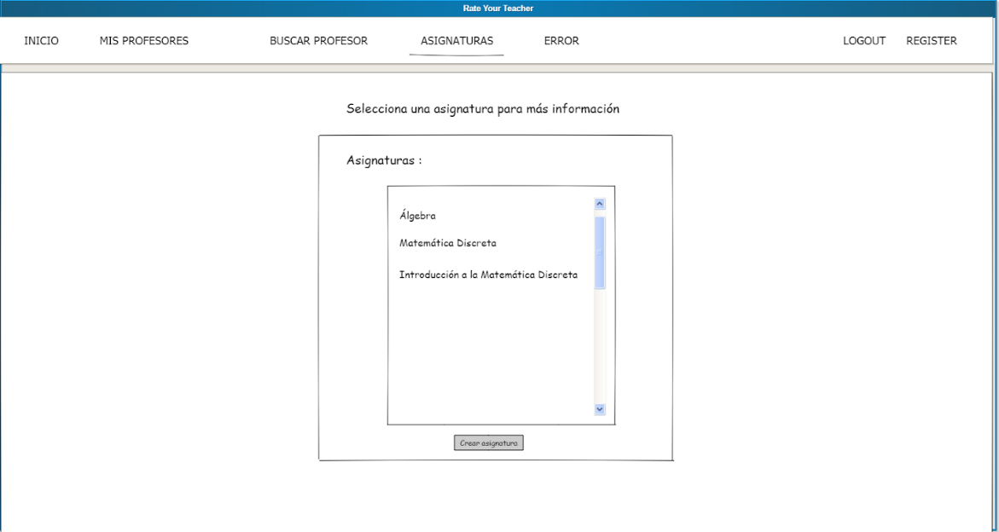 Rate Your Teacher
INICIO MIS PROFESORES BUSCAR PROFESOR ASIGNATURAS ERROR LOGOUT REGISTER
Selecciona una asignatura para más información
Asignaturas :
Álgebra
Matemática Discreta
Introducción a la Matemática Discreta
Crear asignatura